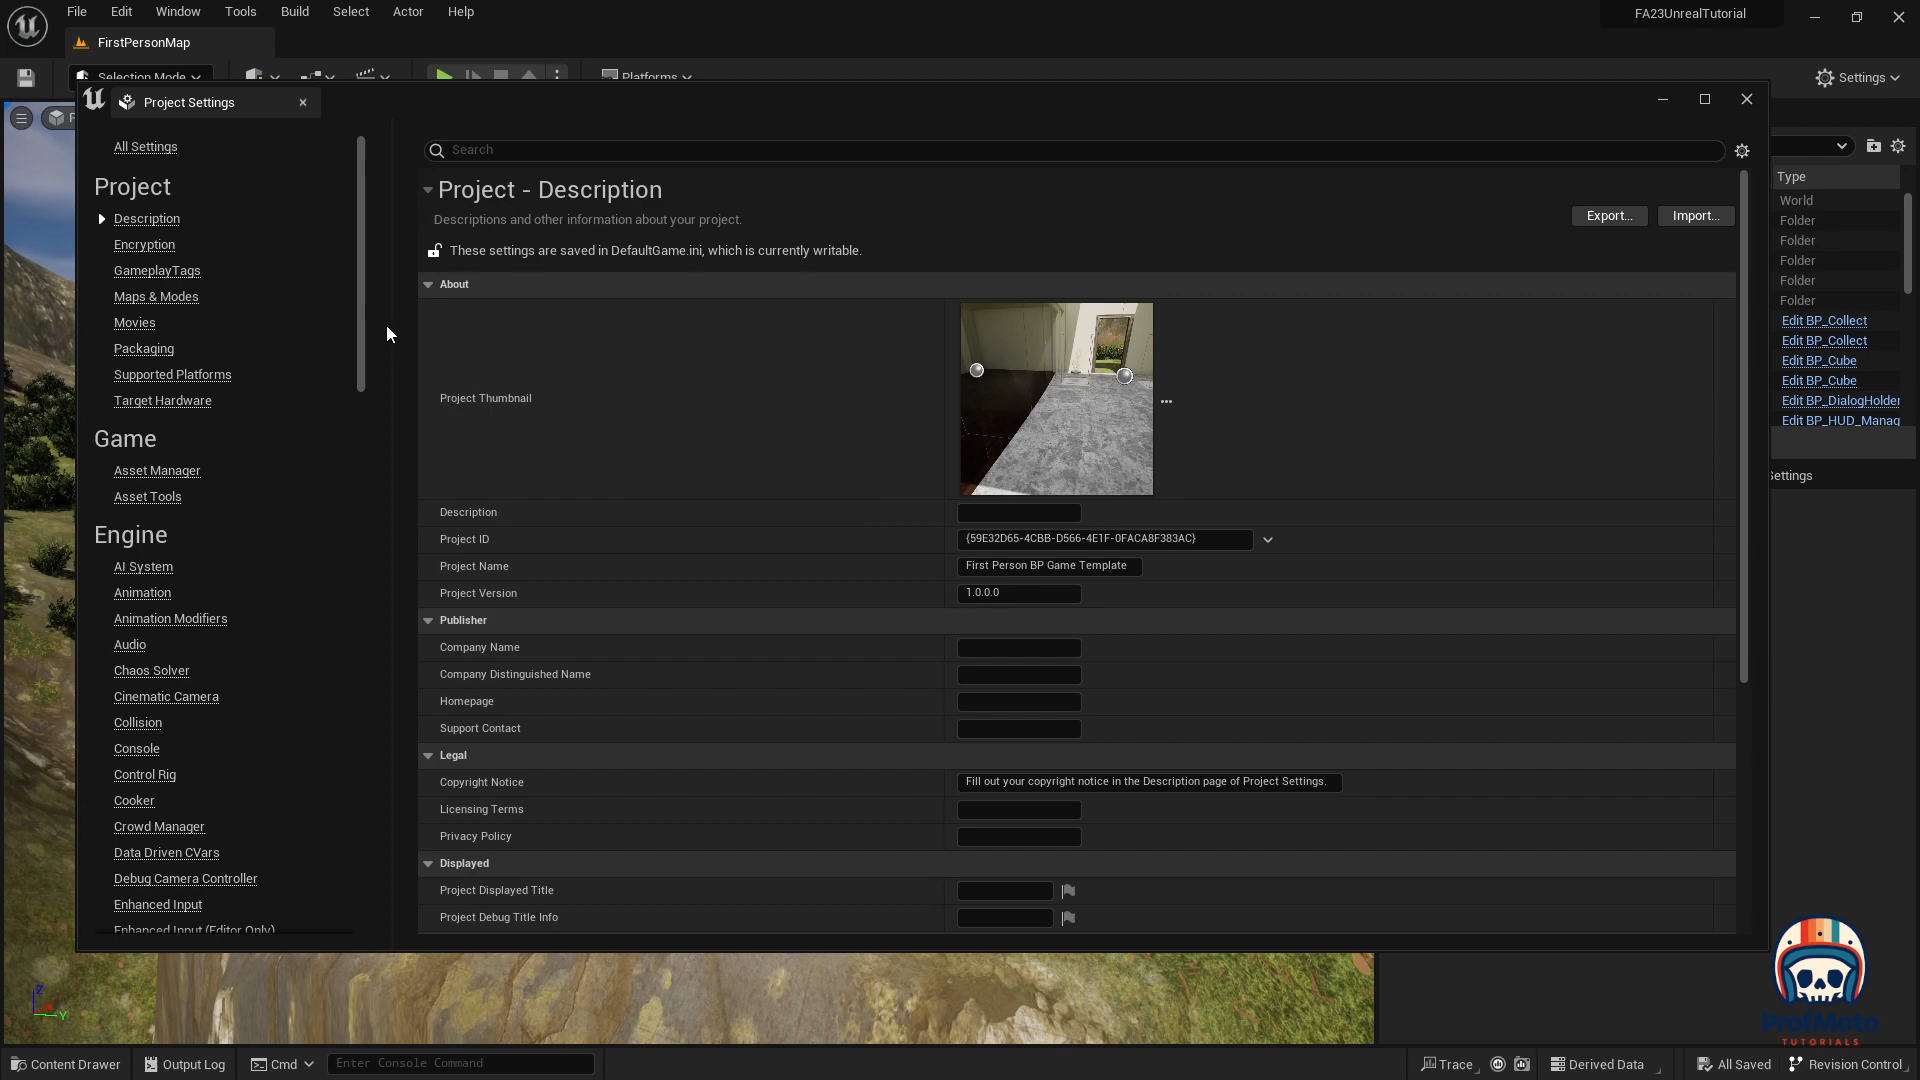 File Edit Window Tools Build Select Actor Help
FA23UnrealTutorial
FirstPersonMap
Selection Mode
Platforms
Settings
Project Settings
All Settings
Search
Project
Description
Encryption
GameplayTags
Maps & Modes
Movies
Packaging
Supported Platforms
Target Hardware
Game
Asset Manager
Asset Tools
Engine
AI System
Animation
Animation Modifiers
Audio
Chaos Solver
Cinematic Camera
Collision
Console
Control Rig
Cooker
Crowd Manager
Data Driven CVars
Debug Camera Controller
Enhanced Input
Enhanced Input (Editor Only)
Project - Description
Descriptions and other information about your project.
Export... Import...
These settings are saved in DefaultGame.ini, which is currently writable.
About
Project Thumbnail
Description
Project ID {59E32D65-4CBB-D566-4E1F-0FACA8F383AC}
Project Name First Person BP Game Template
Project Version 1.0.0.0
Publisher
Company Name
Company Distinguished Name
Homepage
Support Contact
Legal
Copyright Notice Fill out your copyright notice in the Description page of Project Settings.
Licensing Terms
Privacy Policy
Displayed
Project Displayed Title
Project Debug Title Info
Type
World
Folder
Folder
Folder
Folder
Folder
Edit BP_Collect
Edit BP_Collect
Edit BP_Cube
Edit BP_Cube
Edit BP_DialogHolder
Edit BP_HUD_Manag
Settings
Z
Y
ProfMoto
TUTORIALS
Content Drawer Output Log Cmd Enter Console Command
Trace Derived Data All Saved Revision Control